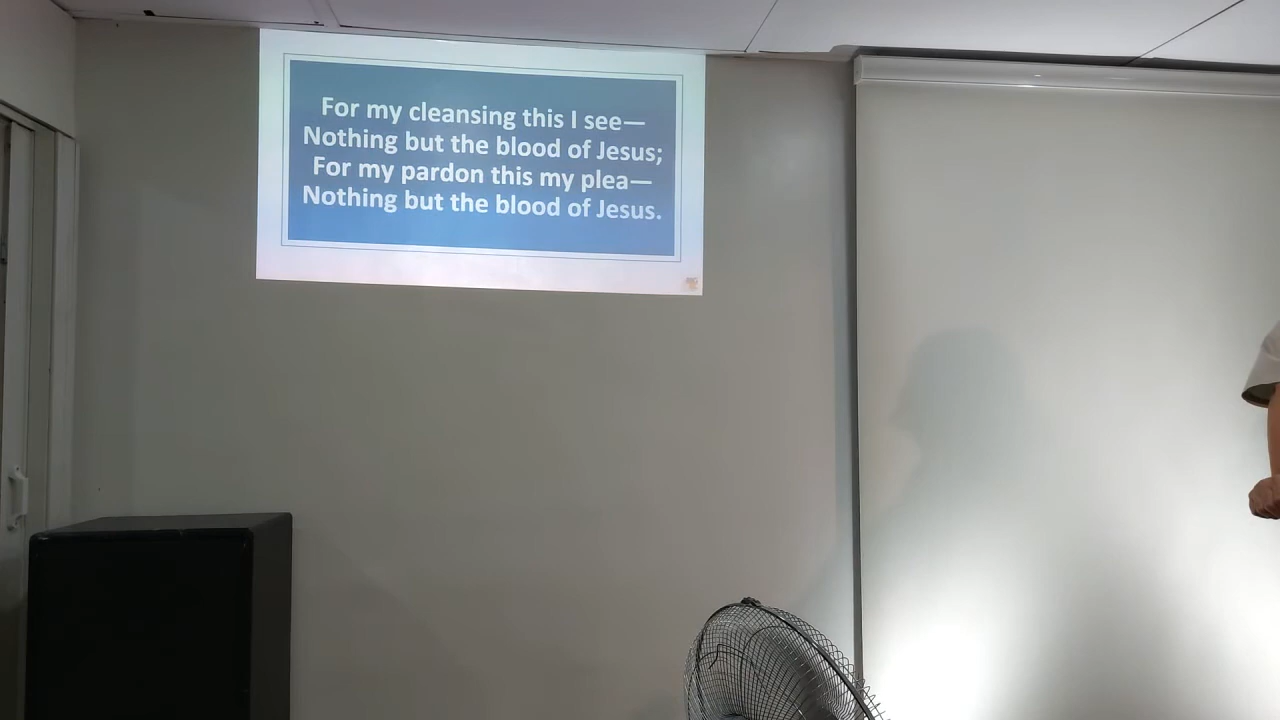 For my cleansing this I see—
Nothing but the blood of Jesus;
For my pardon this my plea—
Nothing but the blood of Jesus.